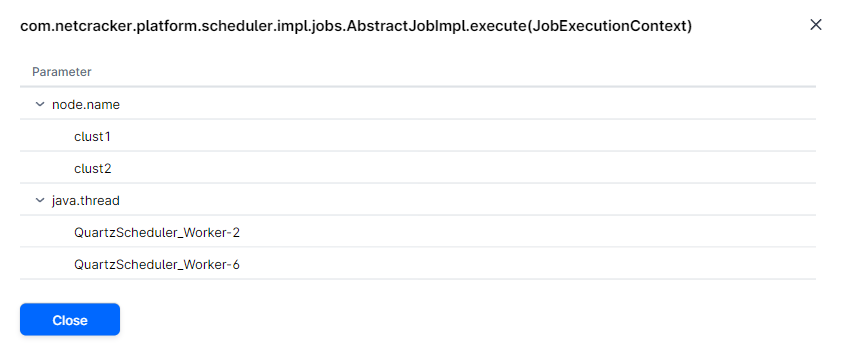 com.netcracker.platform.scheduler.impl.jobs.AbstractJobImpl.execute(JobExecutionContext)
Parameter
node.name
clust1
clust2
java.thread
QuartzScheduler_Worker-2
QuartzScheduler_Worker-6
Close